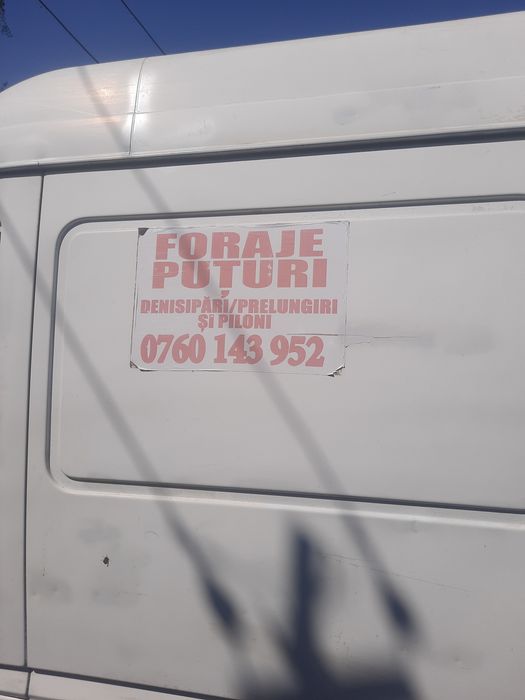 FORAJE
PUȚURI
DENISIPĂRI/PRELUNGIRI
ȘI PILONI
0760 143 952